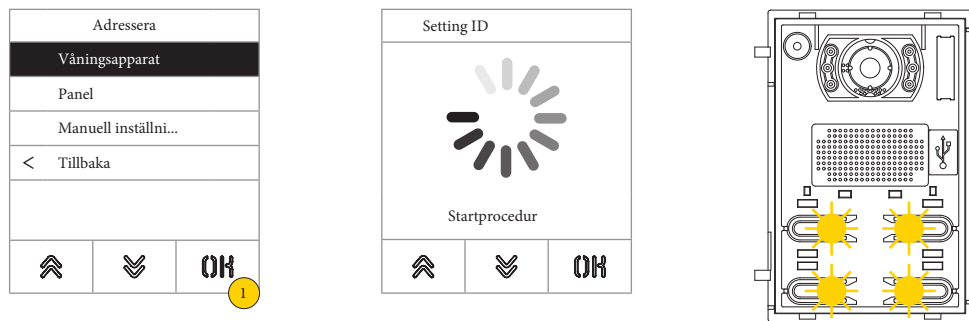 Adressera
Våningsapparat
Panel
Manuell inställni...
< Tillbaka
OK
1
Setting ID
Startprocedur
OK